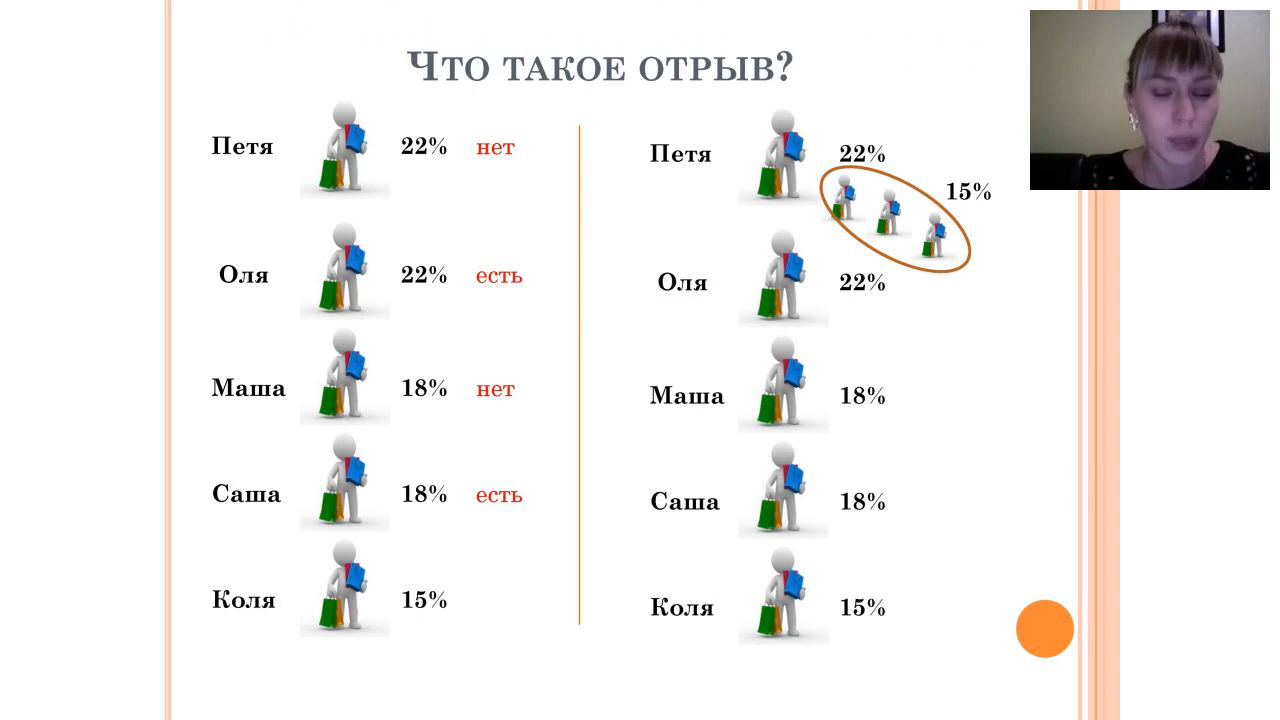 Что такое отрыв?
Петя 22% нет
Оля 22% есть
Маша 18% нет
Саша 18% есть
Коля 15%
Петя 22%
15%
Оля 22%
Маша 18%
Саша 18%
Коля 15%